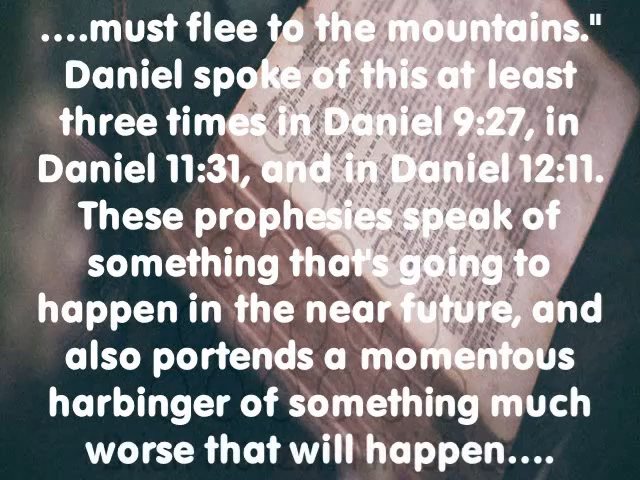 ....must flee to the mountains."
Daniel spoke of this at least
three times in Daniel 9:27, in
Daniel 11:31, and in Daniel 12:11.
These prophesies speak of
something that's going to
happen in the near future, and
also portends a momentous
harbinger of something much
worse that will happen....